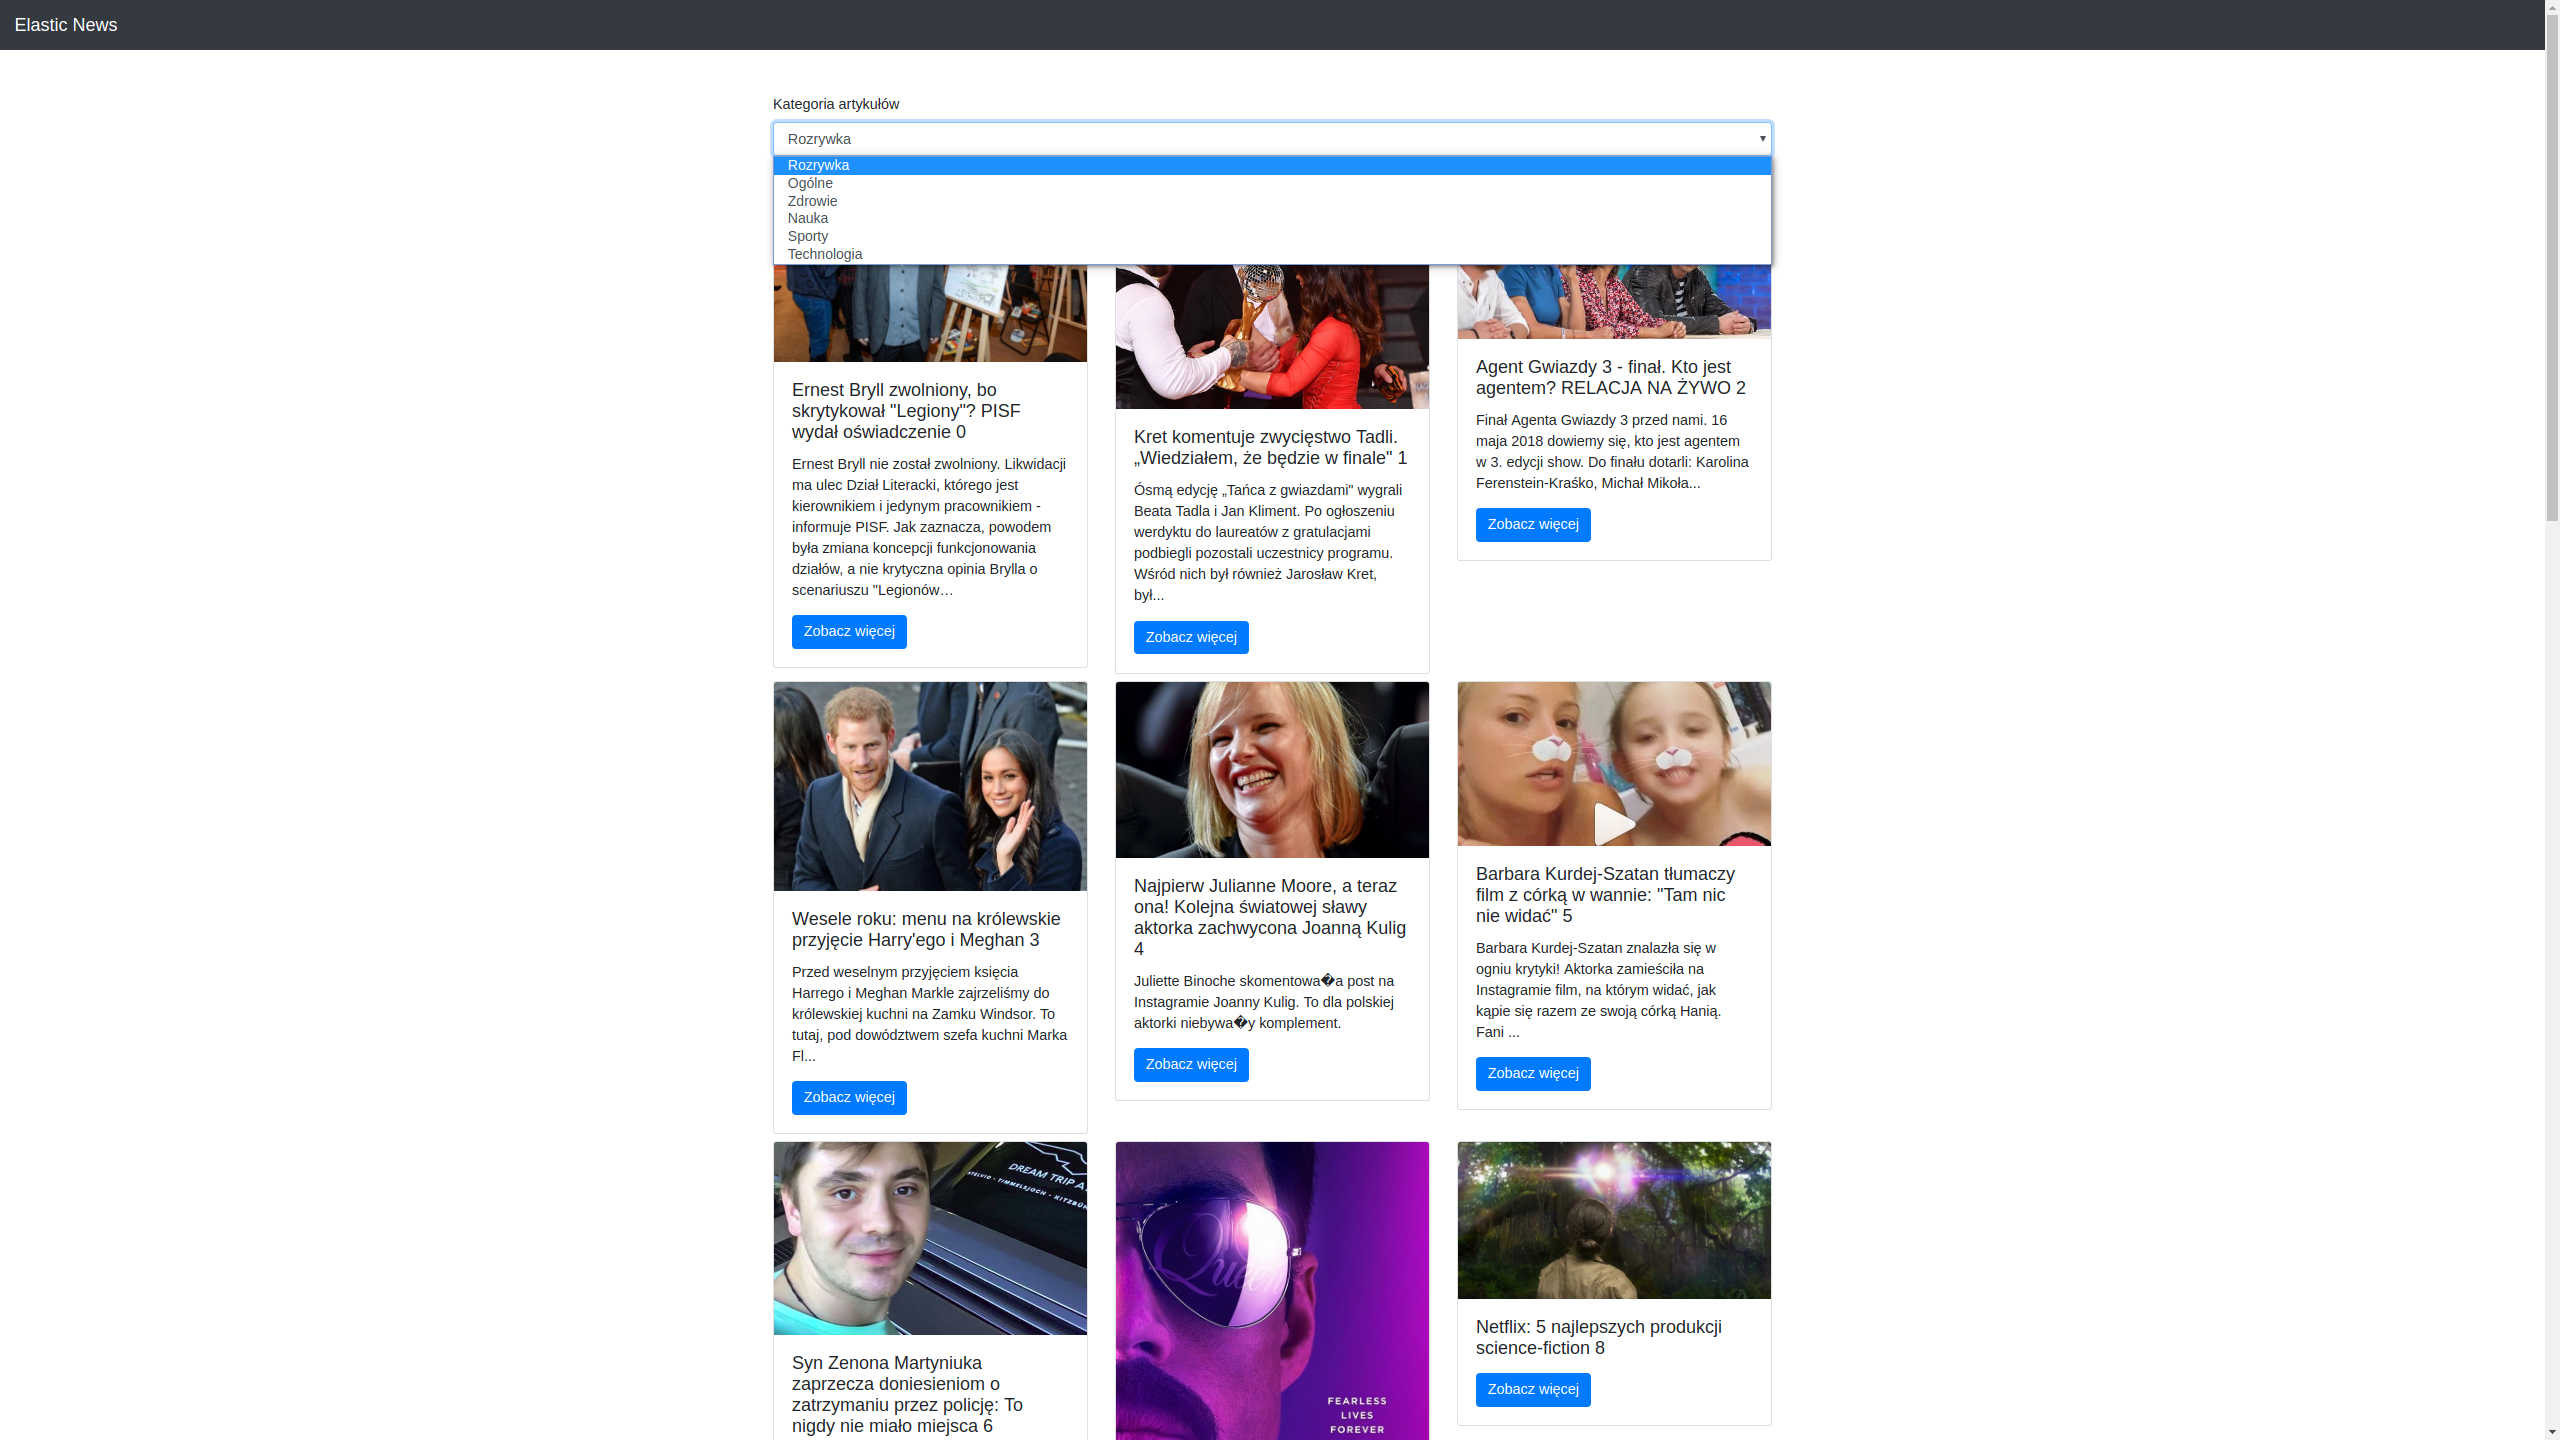 Elastic News
Kategoria artykułów
Rozrywka
Rozrywka
Ogólne
Zdrowie
Nauka
Sporty
Technologia
Ernest Bryll zwolniony, bo
skrytykował "Legiony"? PISF
wydał oświadczenie 0
Ernest Bryll nie został zwolniony. Likwidacji
ma ulec Dział Literacki, którego jest
kierownikiem i jedynym pracownikiem -
informuje PISF. Jak zaznacza, powodem
była zmiana koncepcji funkcjonowania
działów, a nie krytyczna opinia Brylla o
scenariuszu "Legionów…
Zobacz więcej
Kret komentuje zwycięstwo Tadli.
„Wiedziałem, że będzie w finale" 1
Ósmą edycję „Tańca z gwiazdami" wygrali
Beata Tadla i Jan Kliment. Po ogłoszeniu
werdyktu do laureatów z gratulacjami
podbiegli pozostali uczestnicy programu.
Wśród nich był również Jarosław Kret,
był...
Zobacz więcej
Agent Gwiazdy 3 - finał. Kto jest
agentem? RELACJA NA ŻYWO 2
Finał Agenta Gwiazdy 3 przed nami. 16
maja 2018 dowiemy się, kto jest agentem
w 3. edycji show. Do finału dotarli: Karolina
Ferenstein-Kraśko, Michał Mikoła...
Zobacz więcej
Wesele roku: menu na królewskie
przyjęcie Harry'ego i Meghan 3
Przed weselnym przyjęciem księcia
Harrego i Meghan Markle zajrzeliśmy do
królewskiej kuchni na Zamku Windsor. To
tutaj, pod dowództwem szefa kuchni Marka
Fl...
Zobacz więcej
Najpierw Julianne Moore, a teraz
ona! Kolejna światowej sławy
aktorka zachwycona Joanną Kulig
4
Juliette Binoche skomentowa�a post na
Instagramie Joanny Kulig. To dla polskiej
aktorki niebywa�y komplement.
Zobacz więcej
Barbara Kurdej-Szatan tłumaczy
film z córką w wannie: "Tam nic
nie widać" 5
Barbara Kurdej-Szatan znalazła się w
ogniu krytyki! Aktorka zamieściła na
Instagramie film, na którym widać, jak
kąpie się razem ze swoją córką Hanią.
Fani ...
Zobacz więcej
DREAM TRIP
TIMMELSJOCH
Syn Zenona Martyniuka
zaprzecza doniesieniom o
zatrzymaniu przez policję: To
nigdy nie miało miejsca 6
Queen
FEARLESS
LIVES
FOREVER
Netflix: 5 najlepszych produkcji
science-fiction 8
Zobacz więcej